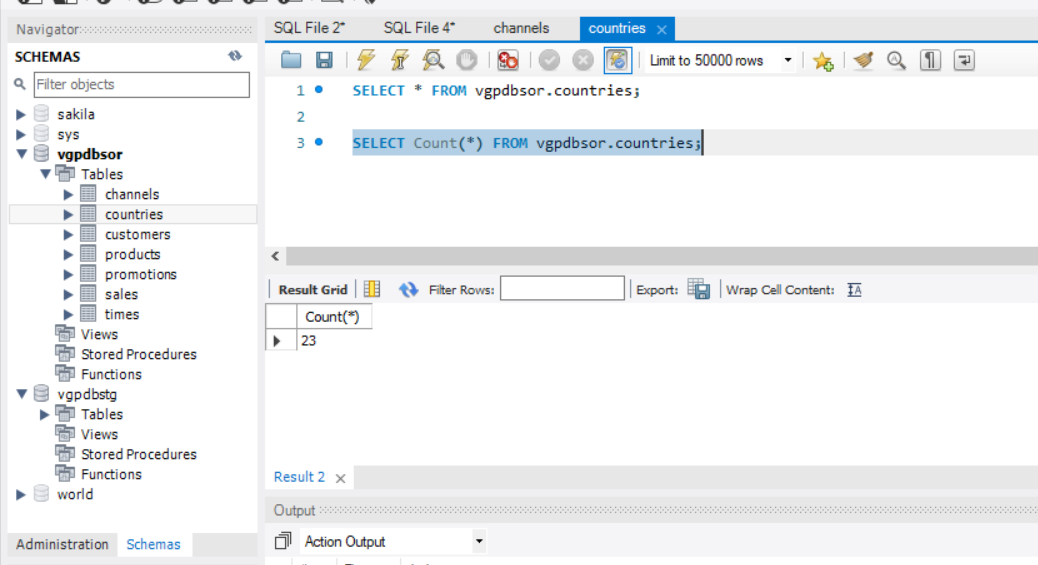 Navigator
SCHEMAS
Filter objects
sakila
sys
vgpdbsor
Tables
channels
countries
customers
products
promotions
sales
times
Views
Stored Procedures
Functions
vgpdbstg
Tables
Views
Stored Procedures
Functions
world
Administration Schemas
SQL File 2* SQL File 4* channels countries
Limit to 50000 rows
1 SELECT * FROM vgpdbsor.countries;
2
3 SELECT Count(*) FROM vgpdbsor.countries;
Result Grid Filter Rows: Export: Wrap Cell Content:
Count(*)
23
Result 2
Output
Action Output